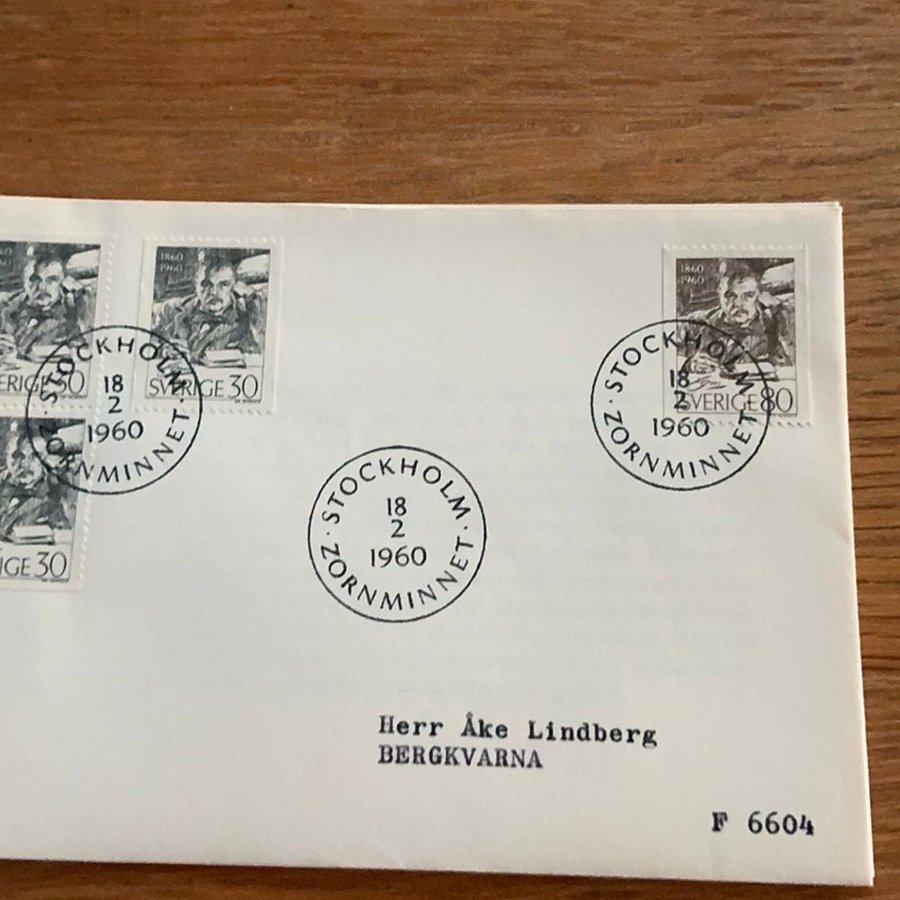 1860
1960
SVERIGE 30
1860
1960
SVERIGE 80
SVERIGE 30
IGE 30
STOCKHOLM
18
2
1960
ZORNMINNET
STOCKHOLM
18
2
1960
ZORNMINNET
STOCKHOLM
18
2
1960
ZORNMINNET
Herr Åke Lindberg
BERGKVARNA
F 6604